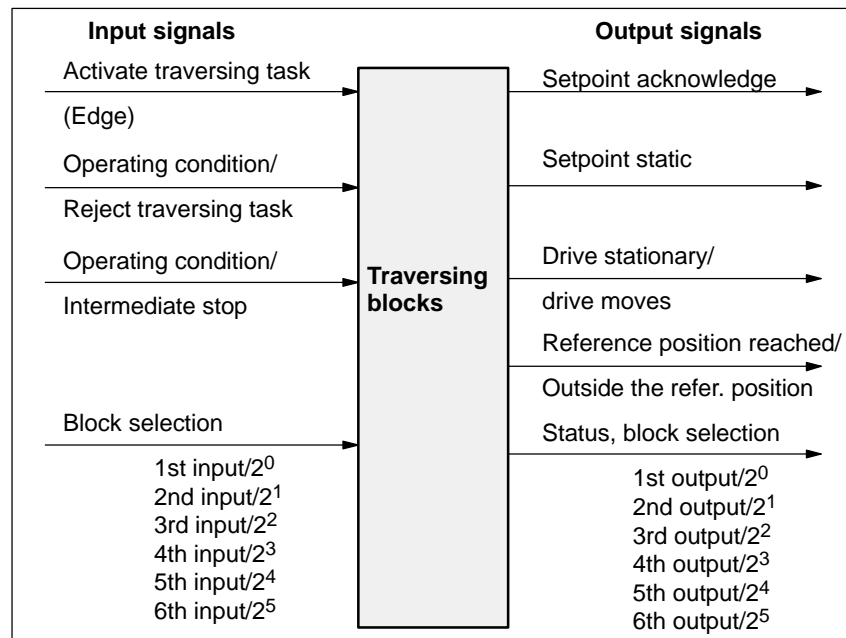 Input signals
Activate traversing task
(Edge)
Operating condition/
Reject traversing task
Operating condition/
Intermediate stop
Block selection
1st input/2⁰
2nd input/2¹
3rd input/2²
4th input/2³
5th input/2⁴
6th input/2⁵
Traversing
blocks
Output signals
Setpoint acknowledge
Setpoint static
Drive stationary/
drive moves
Reference position reached/
Outside the refer. position
Status, block selection
1st output/2⁰
2nd output/2¹
3rd output/2²
4th output/2³
5th output/2⁴
6th output/2⁵